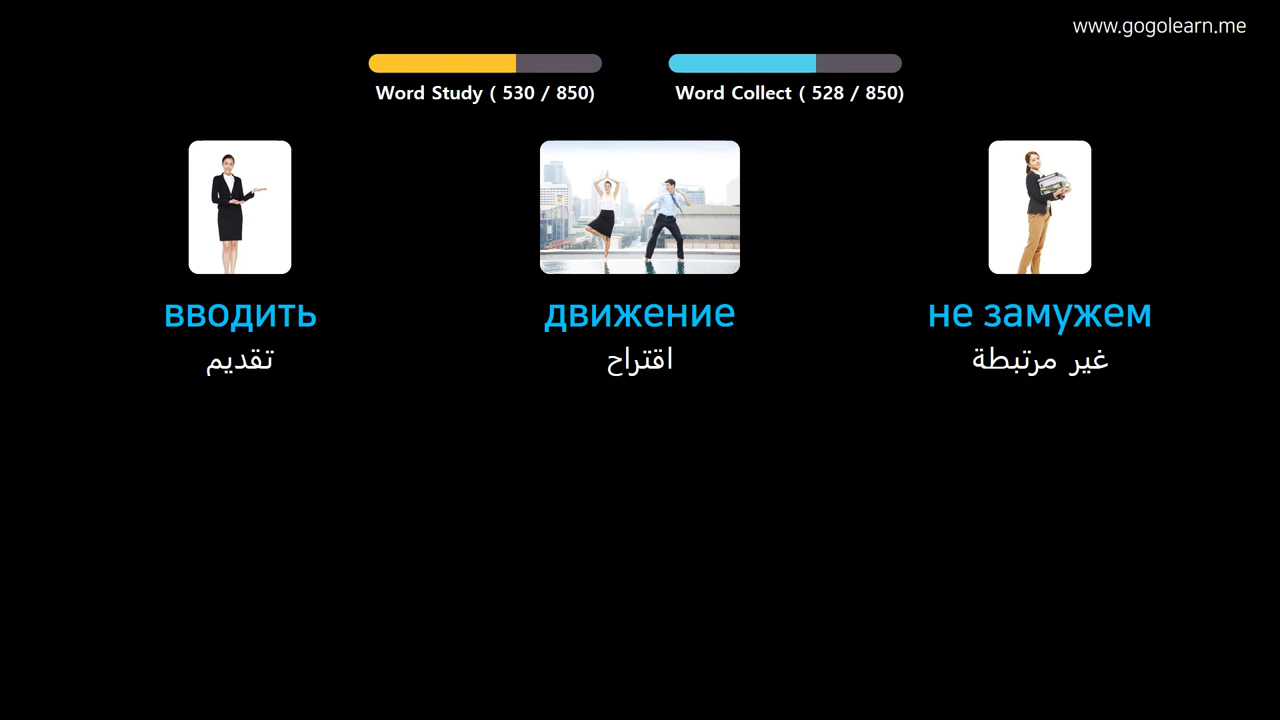 www.gogolearn.me
Word Study ( 530 / 850)
Word Collect ( 528 / 850)
вводить
تقديم
движение
اقتراح
не замужем
غير مرتبطة